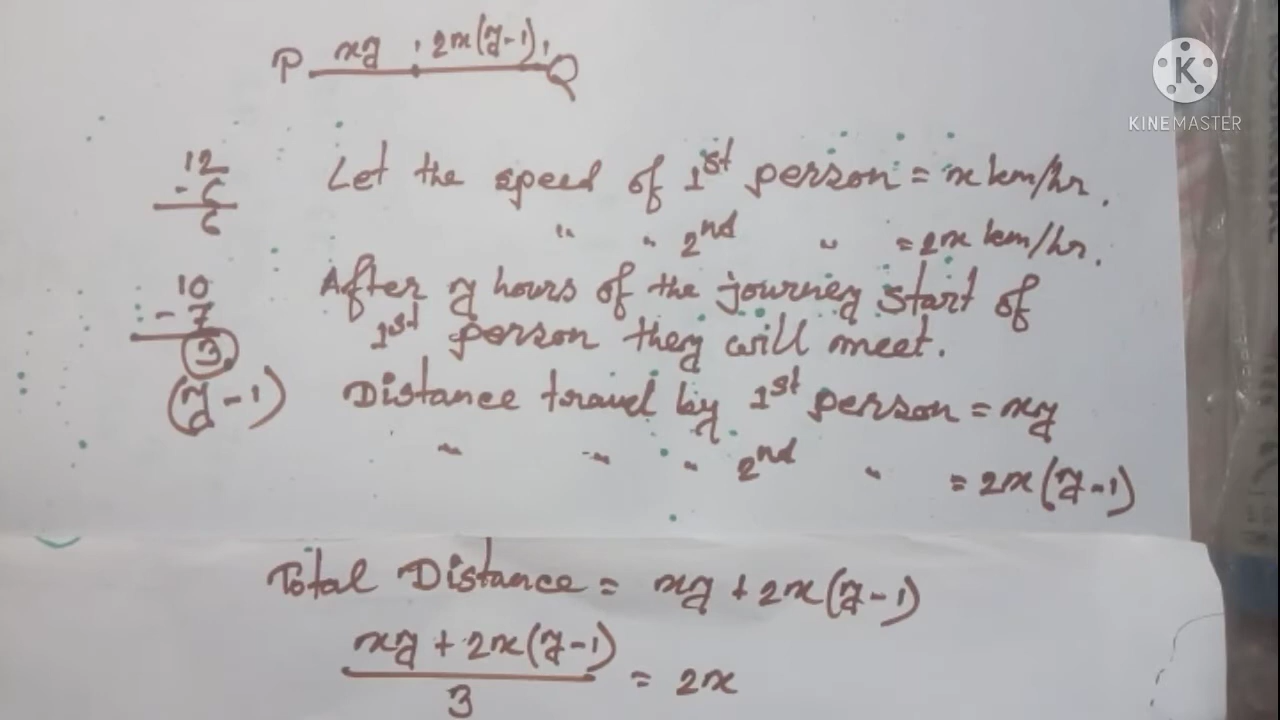 P xy 2x(y-1) Q
K
KINEMASTER
12
- 6
6
Let the speed of 1st person = x km/hr.
" " 2nd " = 2x km/hr.
10
- 7
3.
After y hours of the journey start of
1st person they will meet.
(y-1)
Distance travel by 1st person = xy
" " " 2nd " = 2x(y-1)
Total Distance = xy + 2x(y-1)
xy + 2x(y-1)
3
= 2x